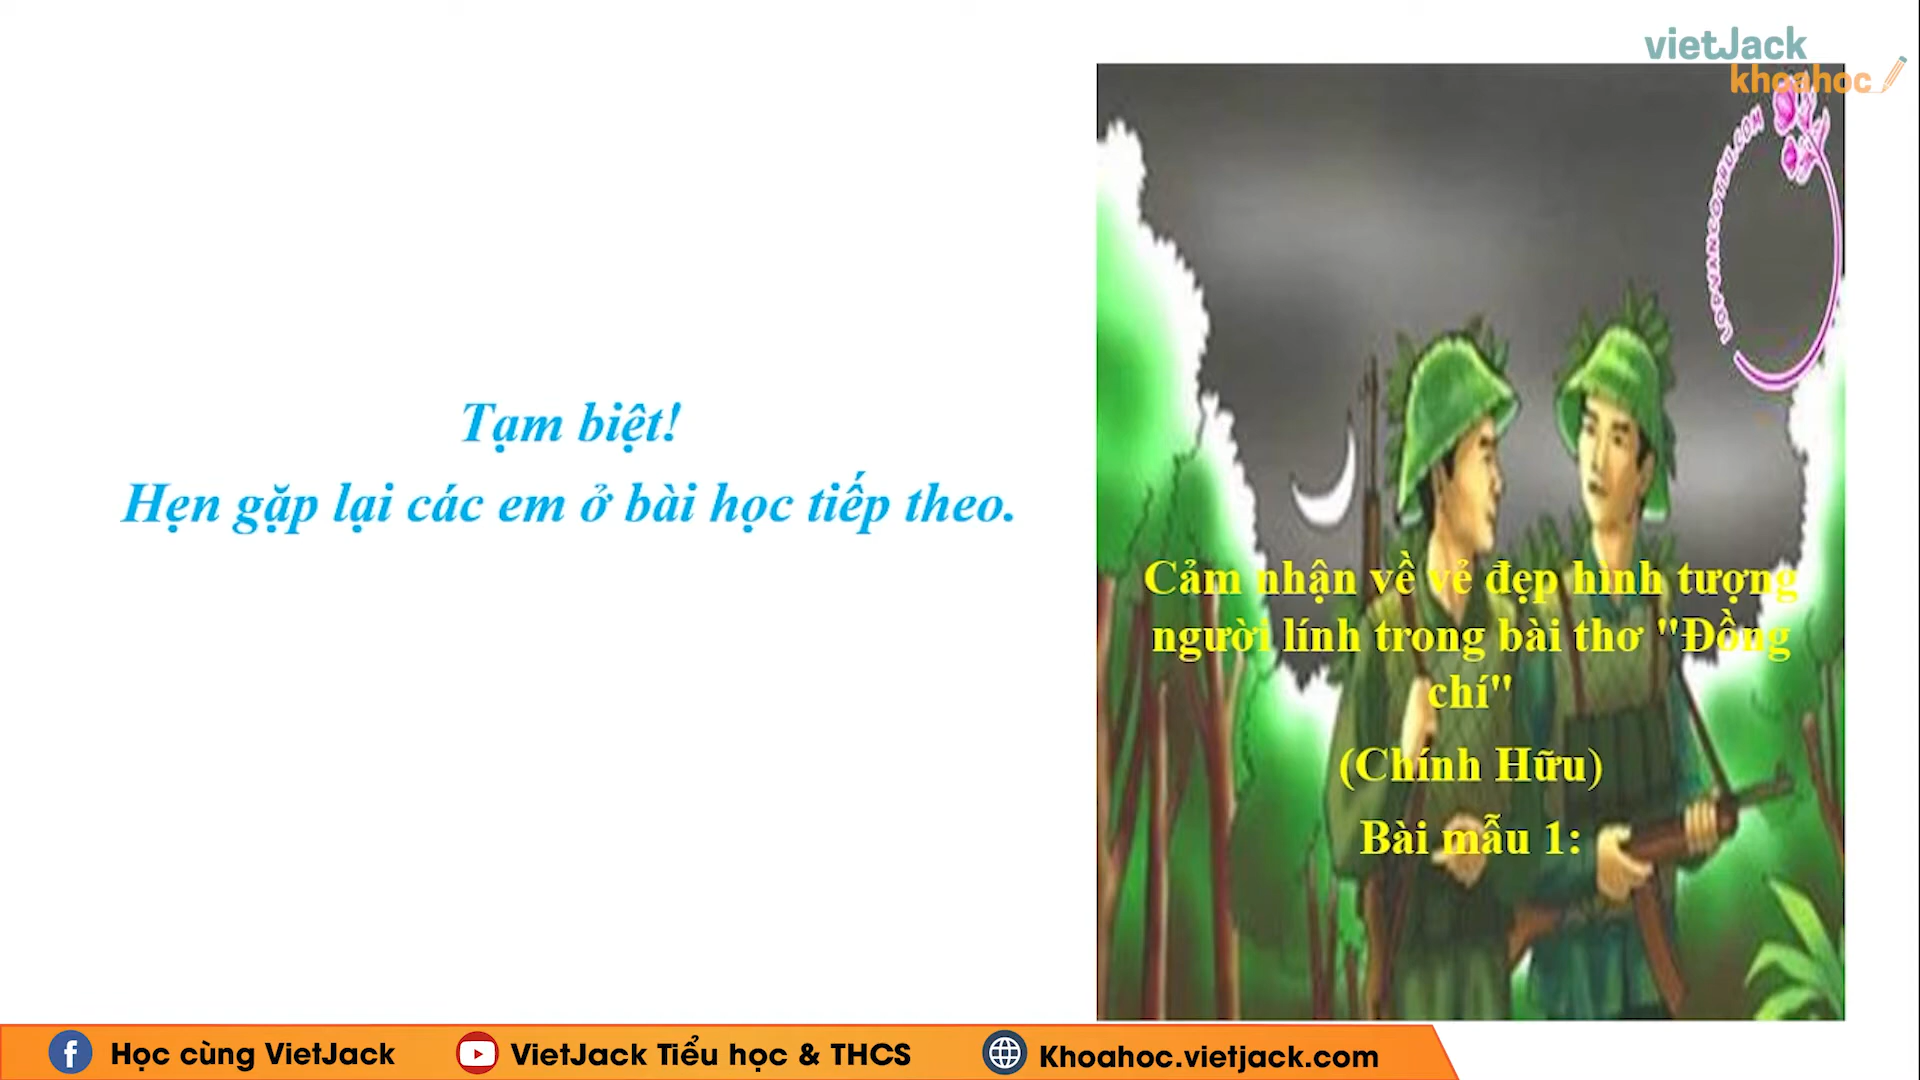 vietJack
khoahoc
LOPVANCOTHU.COM
Tạm biệt!
Hẹn gặp lại các em ở bài học tiếp theo.
Cảm nhận về vẻ đẹp hình tượng
người lính trong bài thơ "Đồng
chí"
(Chính Hữu)
Bài mẫu 1:
Học cùng VietJack
VietJack Tiểu học & THCS
Khoahoc.vietjack.com